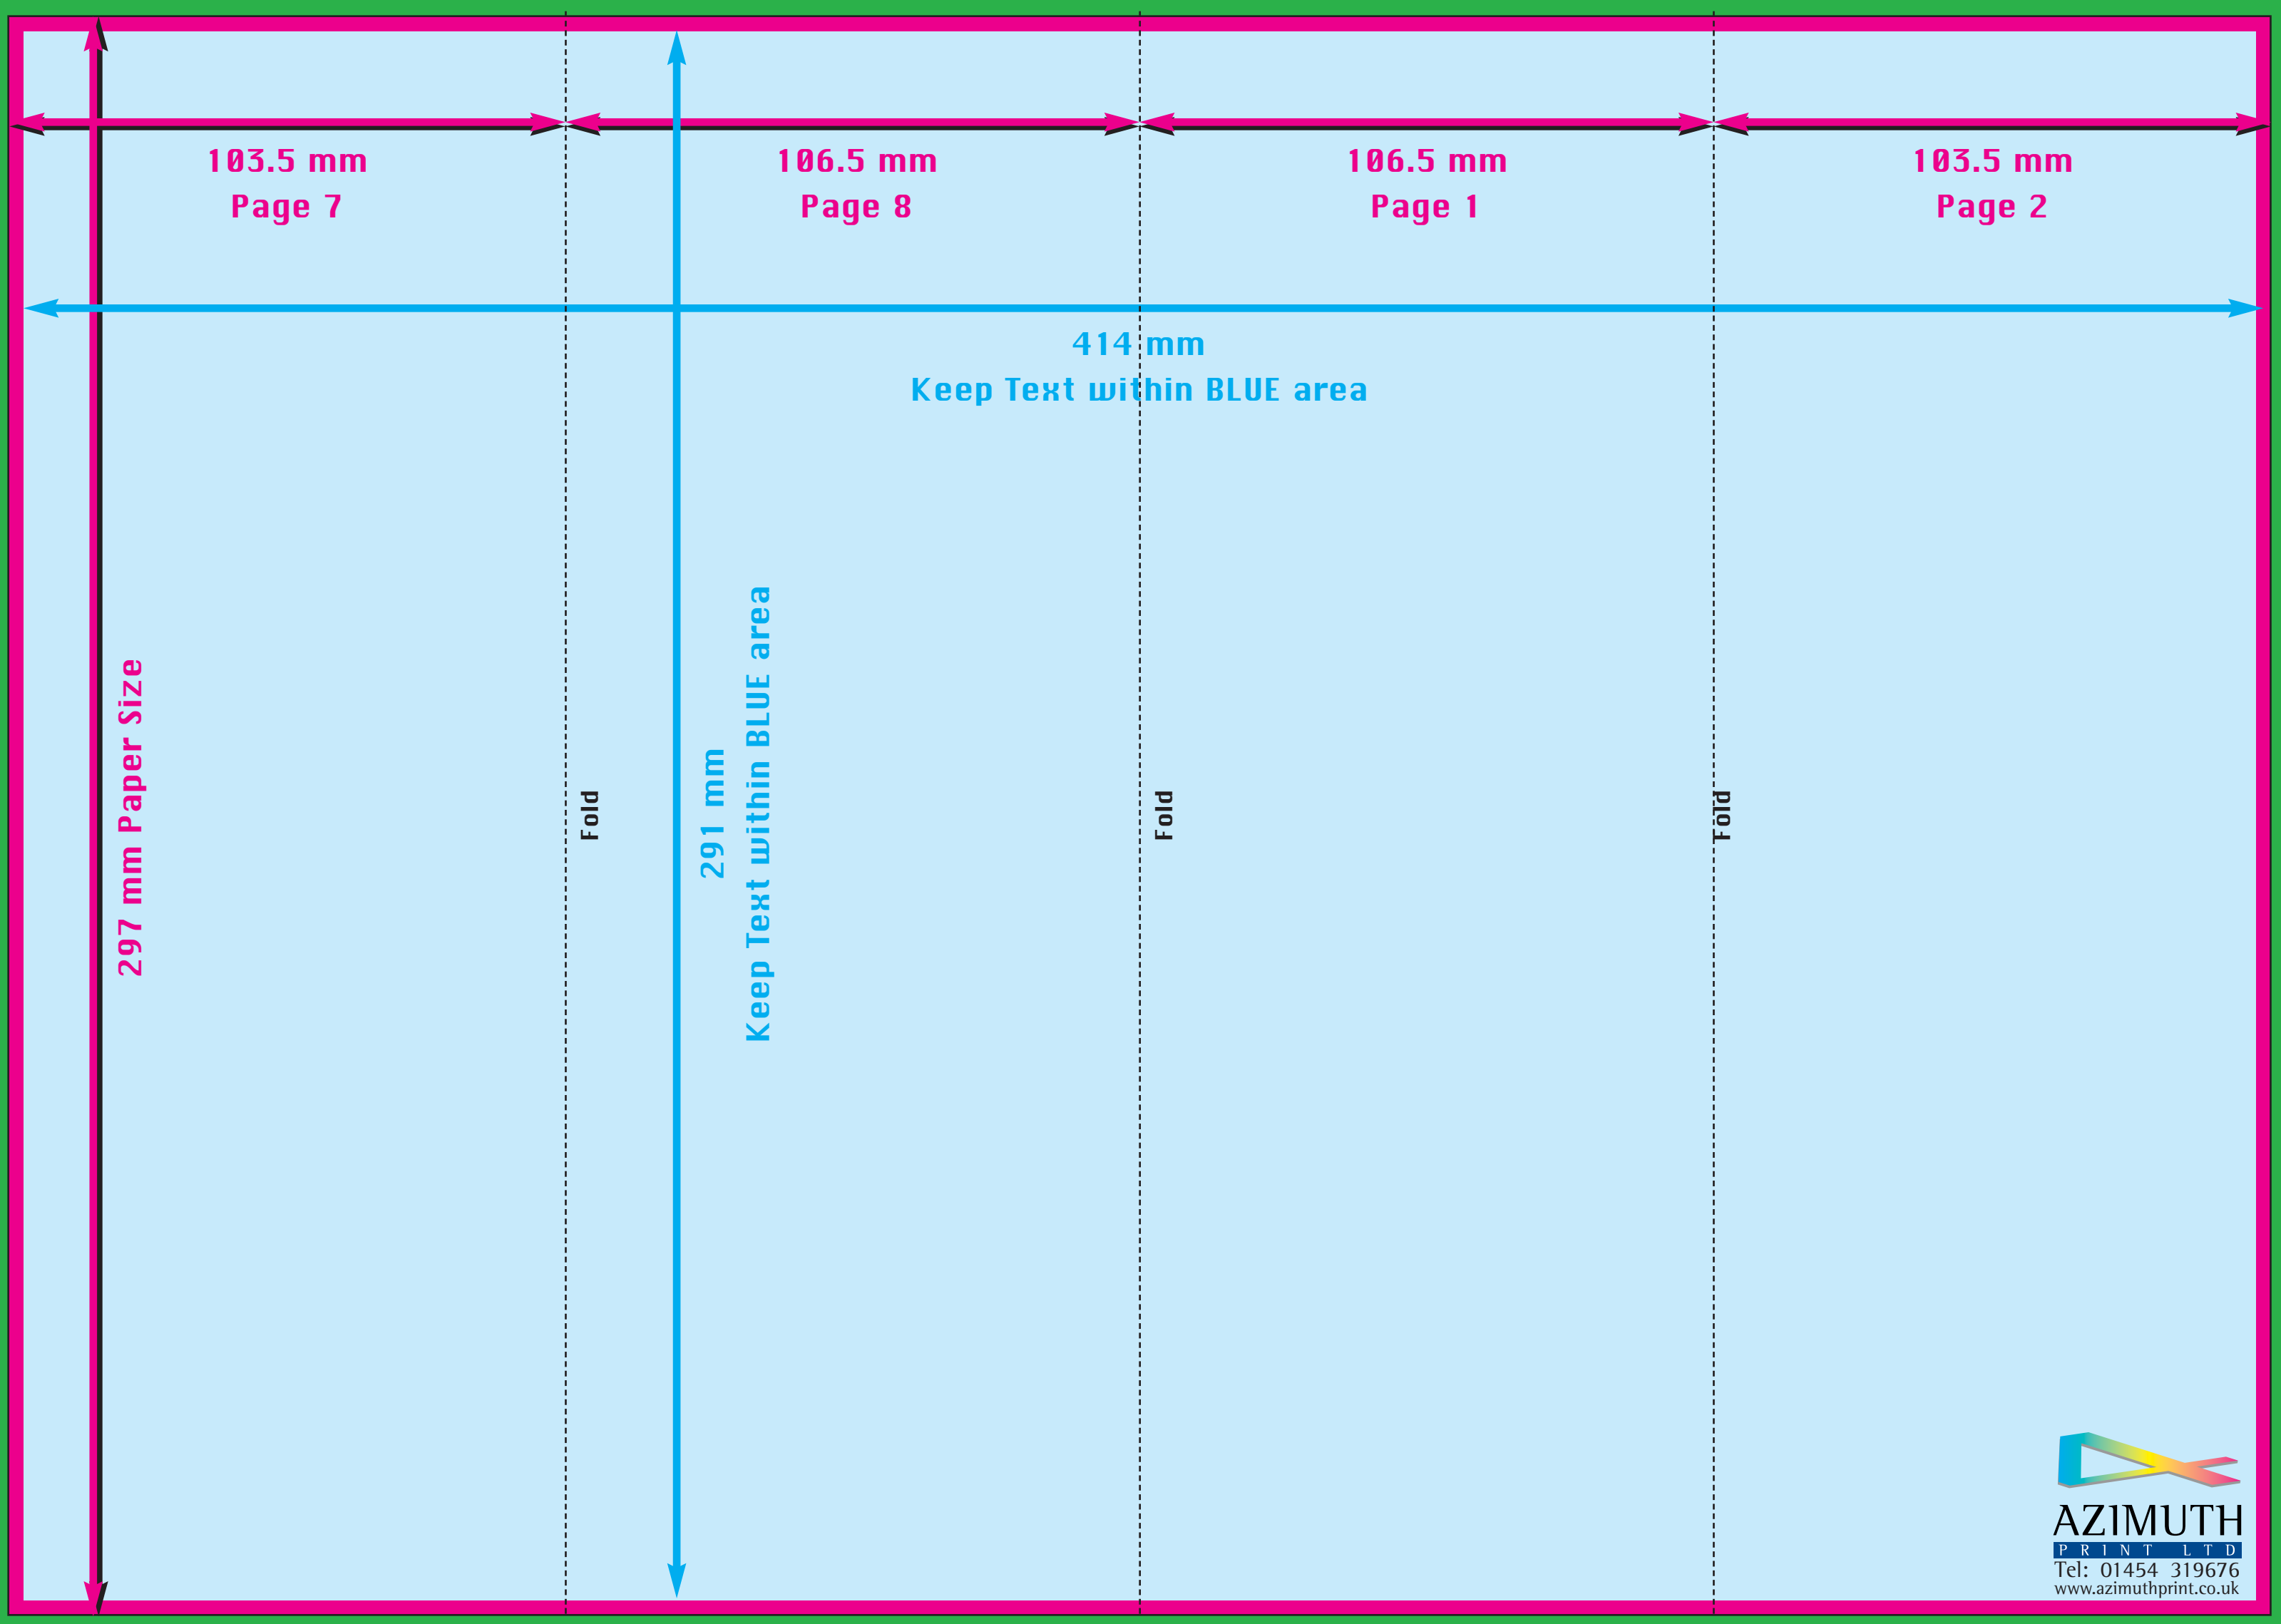 103.5 mm
Page 7
106.5 mm
Page 8
106.5 mm
Page 1
103.5 mm
Page 2
414 mm
Keep Text within BLUE area
297 mm Paper Size
Fold
291 mm
Keep Text within BLUE area
Fold
Fold
AZIMUTH
PRINT LTD
Tel: 01454 319676
www.azimuthprint.co.uk